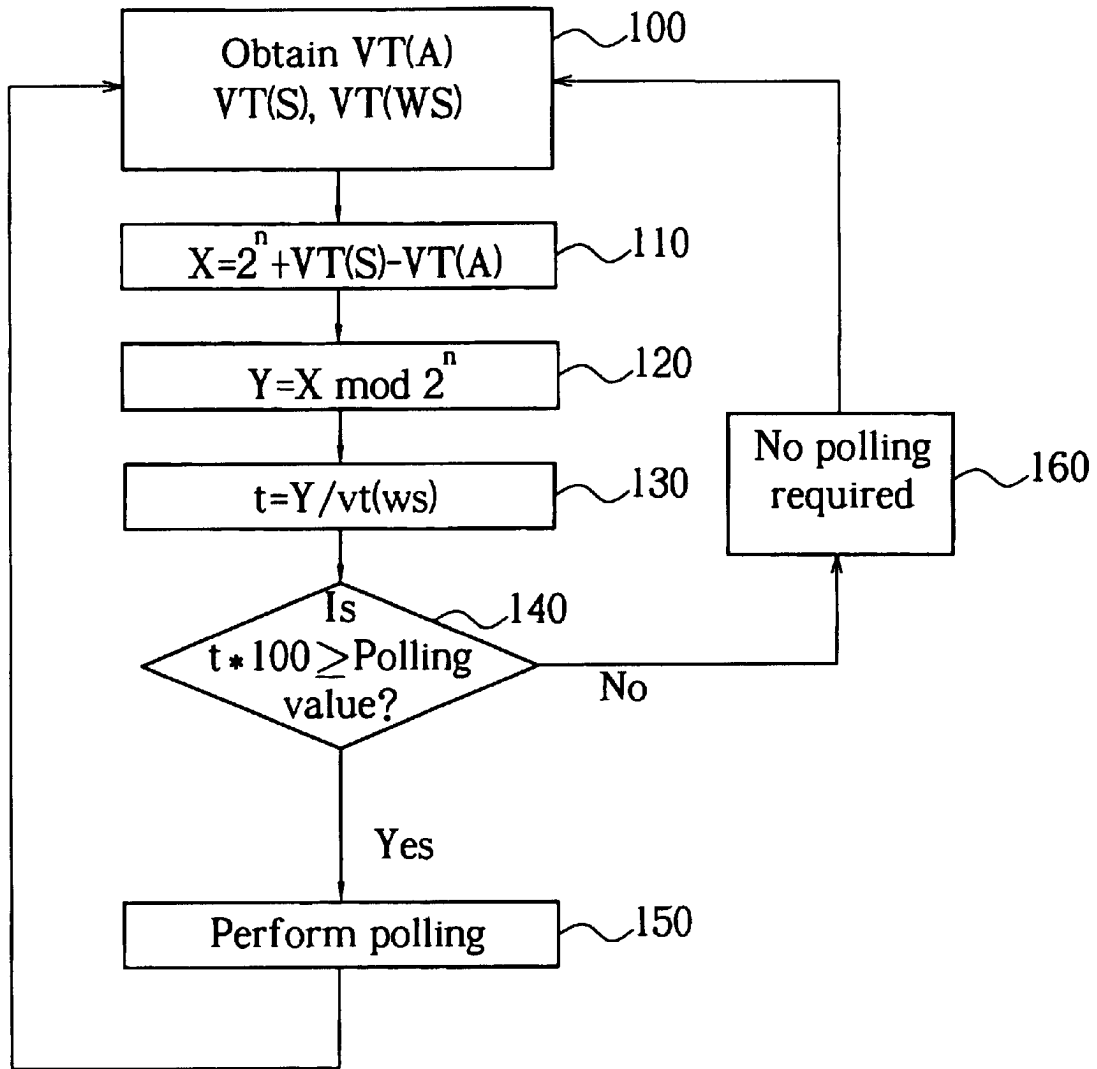 Obtain VT(A)
VT(S), VT(WS)
100
X=2^n+VT(S)-VT(A)
110
Y=X mod 2^n
120
t=Y/vt(ws)
130
No polling
required
160
Is
t*100≥Polling
value?
140
No
Yes
Perform polling
150